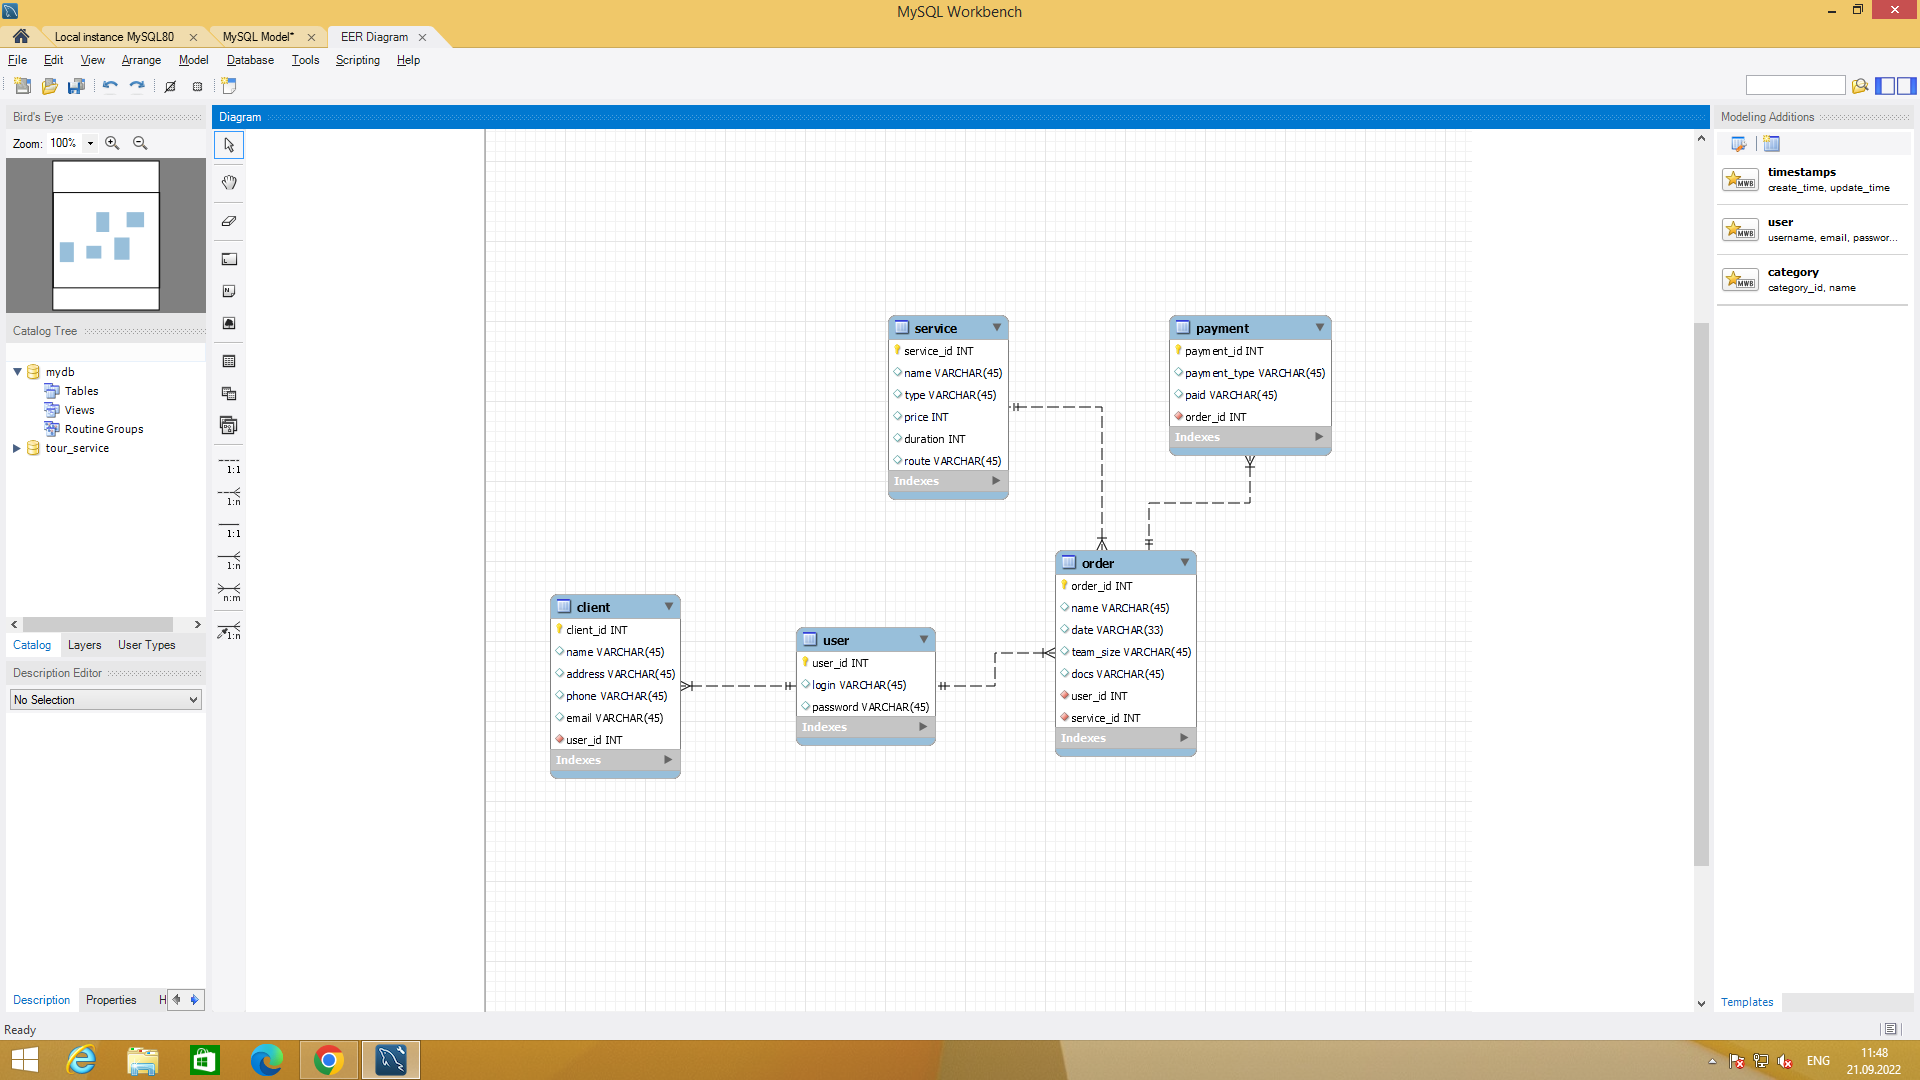 MySQL Workbench
Local instance MySQL80
MySQL Model*
EER Diagram
File Edit View Arrange Model Database Tools Scripting Help
Bird's Eye
Zoom: 100%
Catalog Tree
mydb
Tables
Views
Routine Groups
tour_service
Catalog Layers User Types
Description Editor
No Selection
Description Properties H
Diagram
1:1
1:n
1:1
1:n
n:m
1:n
service
service_id INT
name VARCHAR(45)
type VARCHAR(45)
price INT
duration INT
route VARCHAR(45)
Indexes
payment
payment_id INT
payment_type VARCHAR(45)
paid VARCHAR(45)
order_id INT
Indexes
order
order_id INT
name VARCHAR(45)
date VARCHAR(33)
team_size VARCHAR(45)
docs VARCHAR(45)
user_id INT
service_id INT
Indexes
client
client_id INT
name VARCHAR(45)
address VARCHAR(45)
phone VARCHAR(45)
email VARCHAR(45)
user_id INT
Indexes
user
user_id INT
login VARCHAR(45)
password VARCHAR(45)
Indexes
Modeling Additions
MWB
timestamps
create_time, update_time
MWB
user
username, email, passwor...
MWB
category
category_id, name
Templates
Ready
ENG
11:48
21.09.2022